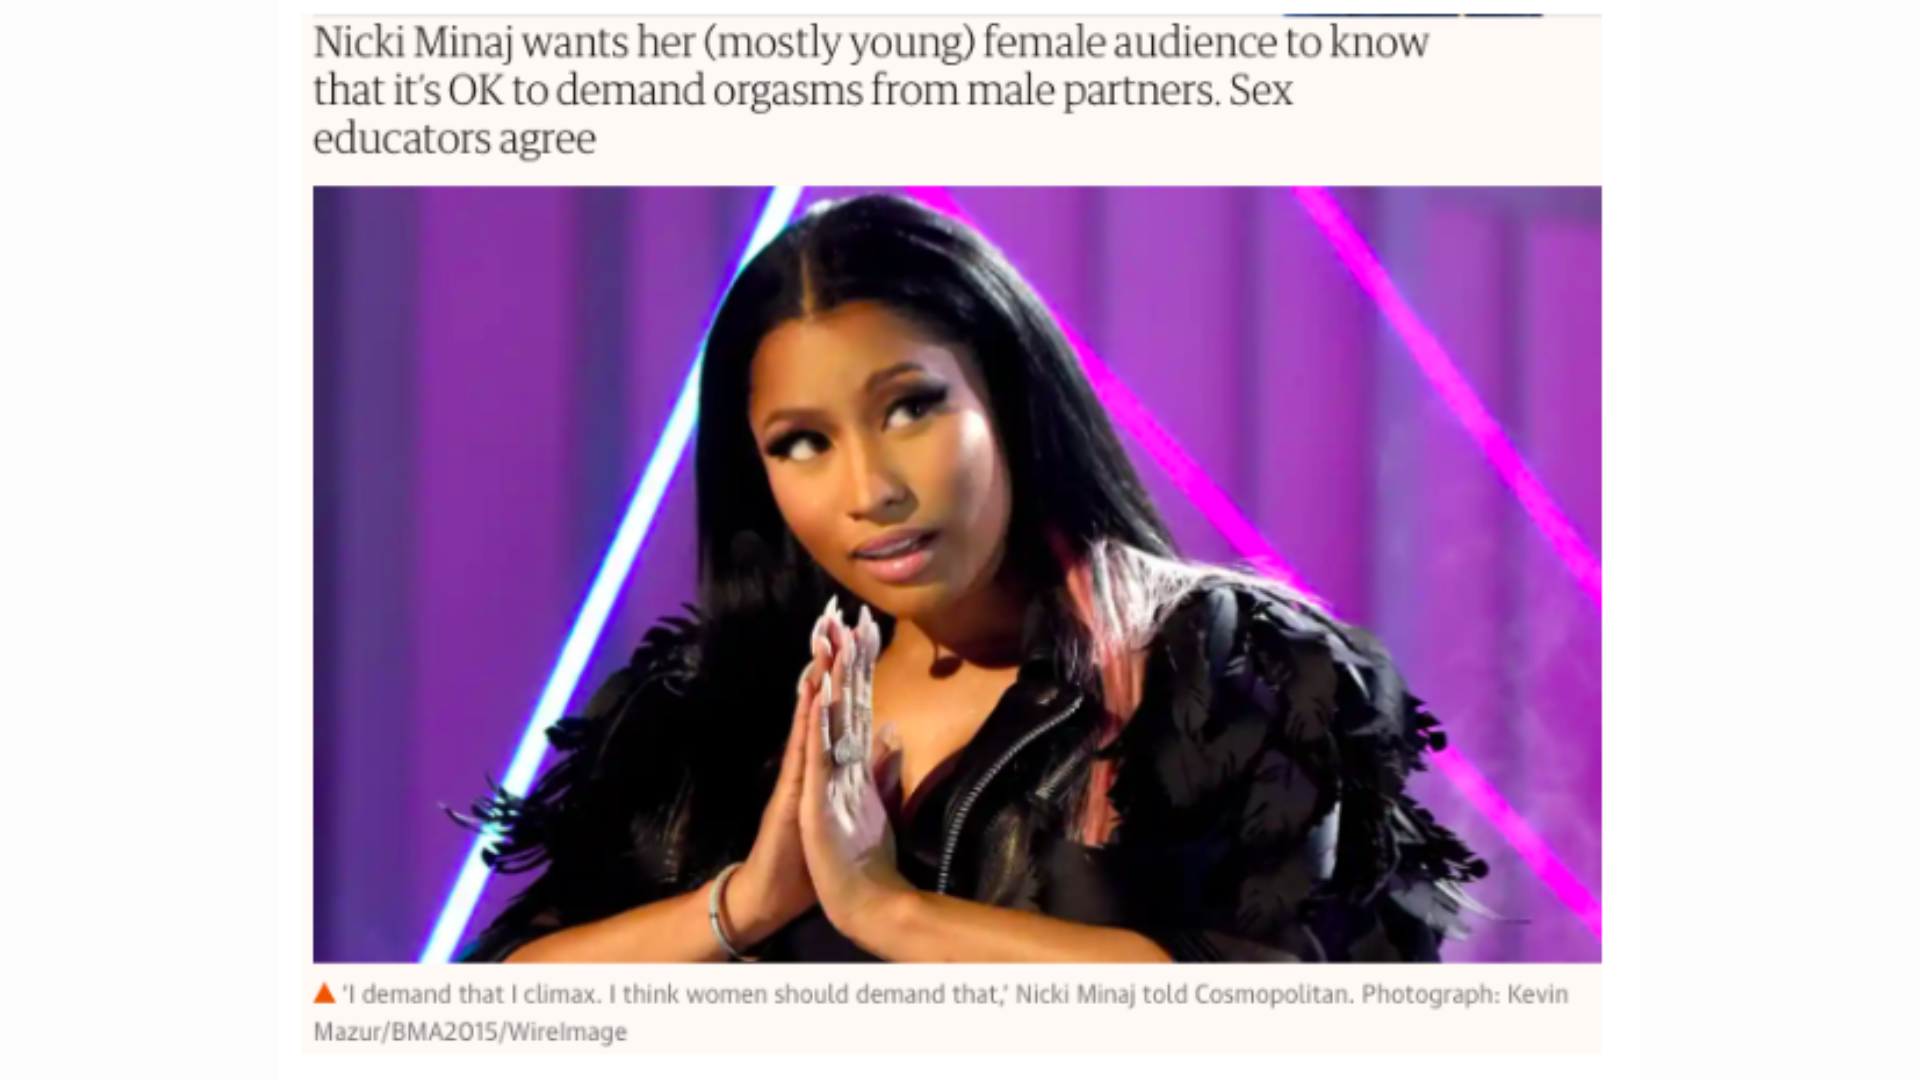 Nicki Minaj wants her (mostly young) female audience to know
that it's OK to demand orgasms from male partners. Sex
educators agree
'I demand that I climax. I think women should demand that,' Nicki Minaj told Cosmopolitan. Photograph: Kevin
Mazur/BMA2015/WireImage